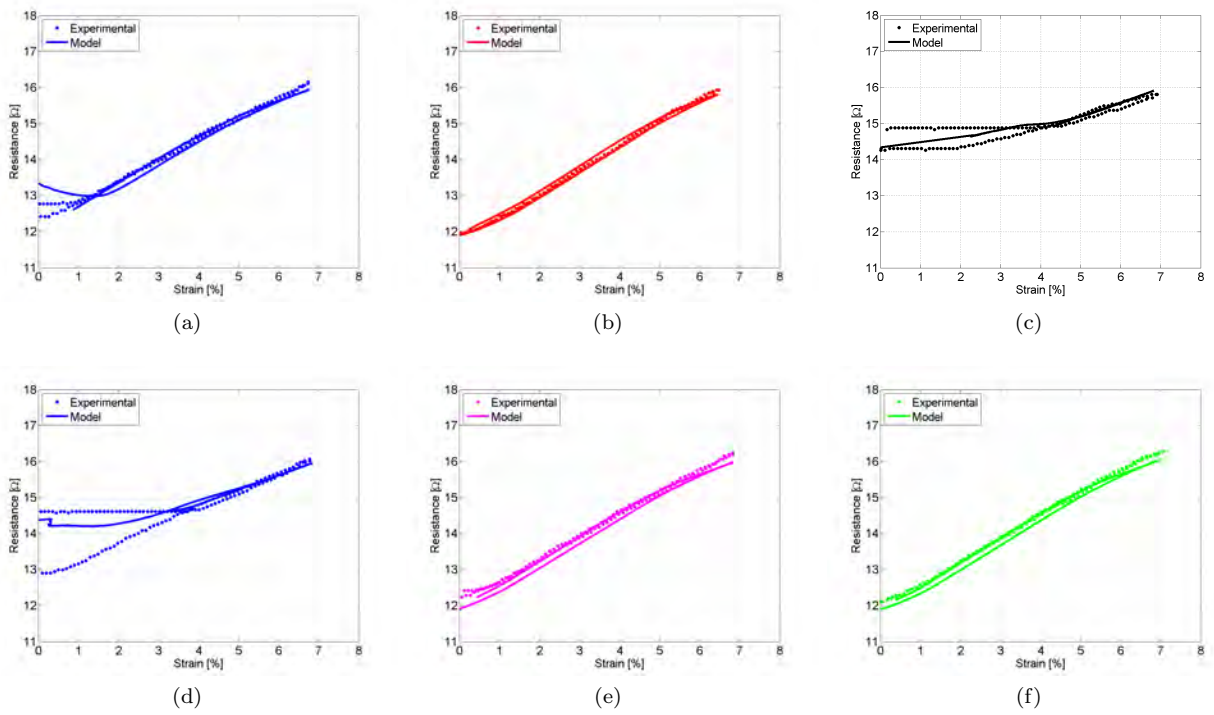 18
17
16
15
14
13
12
11
Resistance [Ω]
Experimental
Model
0 1 2 3 4 5 6 7 8
Strain [%]
(a)
18
17
16
15
14
13
12
11
Resistance [Ω]
Experimental
Model
0 1 2 3 4 5 6 7 8
Strain [%]
(b)
18
17
16
15
14
13
12
11
Resistance [Ω]
Experimental
Model
0 1 2 3 4 5 6 7 8
Strain [%]
(c)
18
17
16
15
14
13
12
11
Resistance [Ω]
Experimental
Model
0 1 2 3 4 5 6 7 8
Strain [%]
(d)
18
17
16
15
14
13
12
11
Resistance [Ω]
Experimental
Model
0 1 2 3 4 5 6 7 8
Strain [%]
(e)
18
17
16
15
14
13
12
11
Resistance [Ω]
Experimental
Model
0 1 2 3 4 5 6 7 8
Strain [%]
(f)